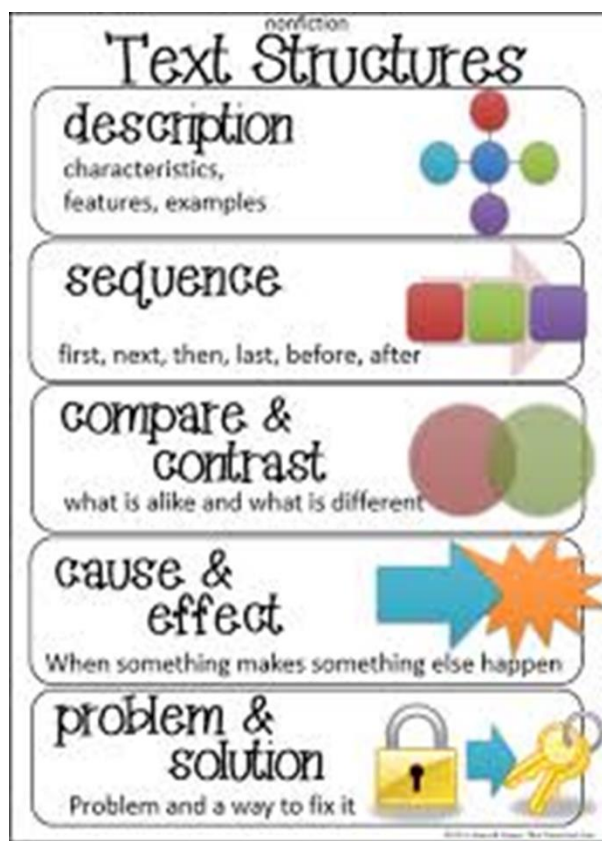 nonfiction
Text Structures
description
characteristics,
features, examples
sequence
first, next, then, last, before, after
compare &
contrast
what is alike and what is different
cause &
effect
When something makes something else happen
problem &
solution
Problem and a way to fix it